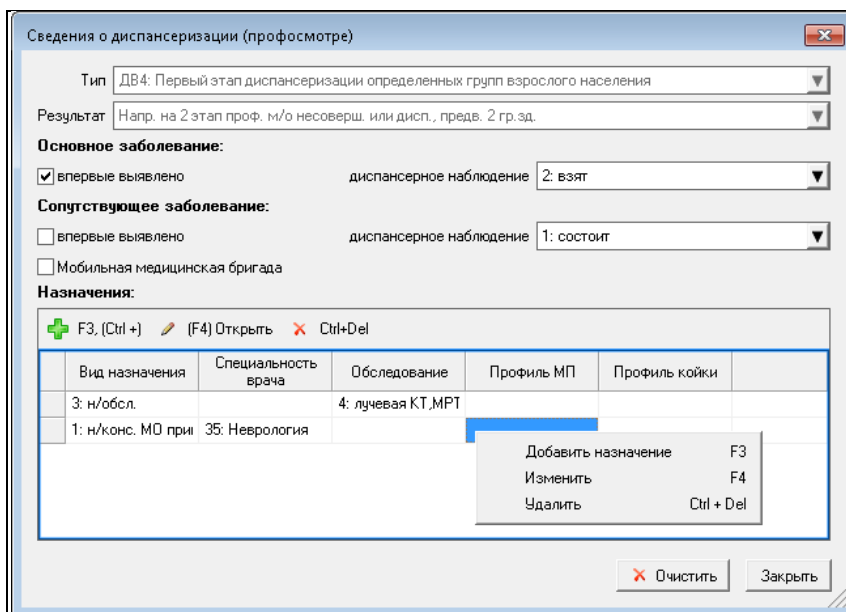 Сведения о диспансеризации (профосмотре)
Тип ДВ4: Первый этап диспансеризации определенных групп взрослого населения
Результат Напр. на 2 этап проф. м/о несоверш. или дисп., предв. 2 гр.зд.
Основное заболевание:
впервые выявлено диспансерное наблюдение 2: взят
Сопутствующее заболевание:
впервые выявлено диспансерное наблюдение 1: состоит
Мобильная медицинская бригада
Назначения:
F3, (Ctrl +) (F4) Открыть Ctrl+Del
Вид назначения Специальность врача Обследование Профиль МП Профиль койки
3: н/обсл. 4: лучевая КТ,МРТ
1: н/конс. МО при 35: Неврология
Добавить назначение F3
Изменить F4
Удалить Ctrl + Del
Очистить Закрыть